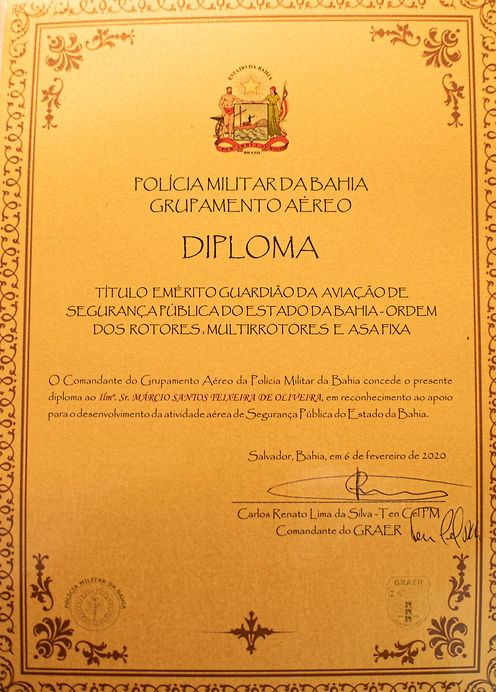 ESTADO DA BAHIA
BRASIL
POLÍCIA MILITAR DA BAHIA
GRUPAMENTO AÉREO
DIPLOMA
TÍTULO EMÉRITO GUARDIÃO DA AVIAÇÃO DE
SEGURANÇA PÚBLICA DO ESTADO DA BAHIA - ORDEM
DOS ROTORES, MULTIRROTORES E ASA FIXA
O Comandante do Grupamento Aéreo da Polícia Militar da Bahia concede o presente
diploma ao Ilmº. Sr. MÁRCIO SANTOS TEIXEIRA DE OLIVEIRA, em reconhecimento ao apoio
para o desenvolvimento da atividade aérea de Segurança Pública do Estado da Bahia.
Salvador, Bahia, em 6 de fevereiro de 2020
Carlos Renato Lima da Silva - Ten Cel PM
Comandante do GRAER
POLÍCIA MILITAR DA BAHIA
GRAER